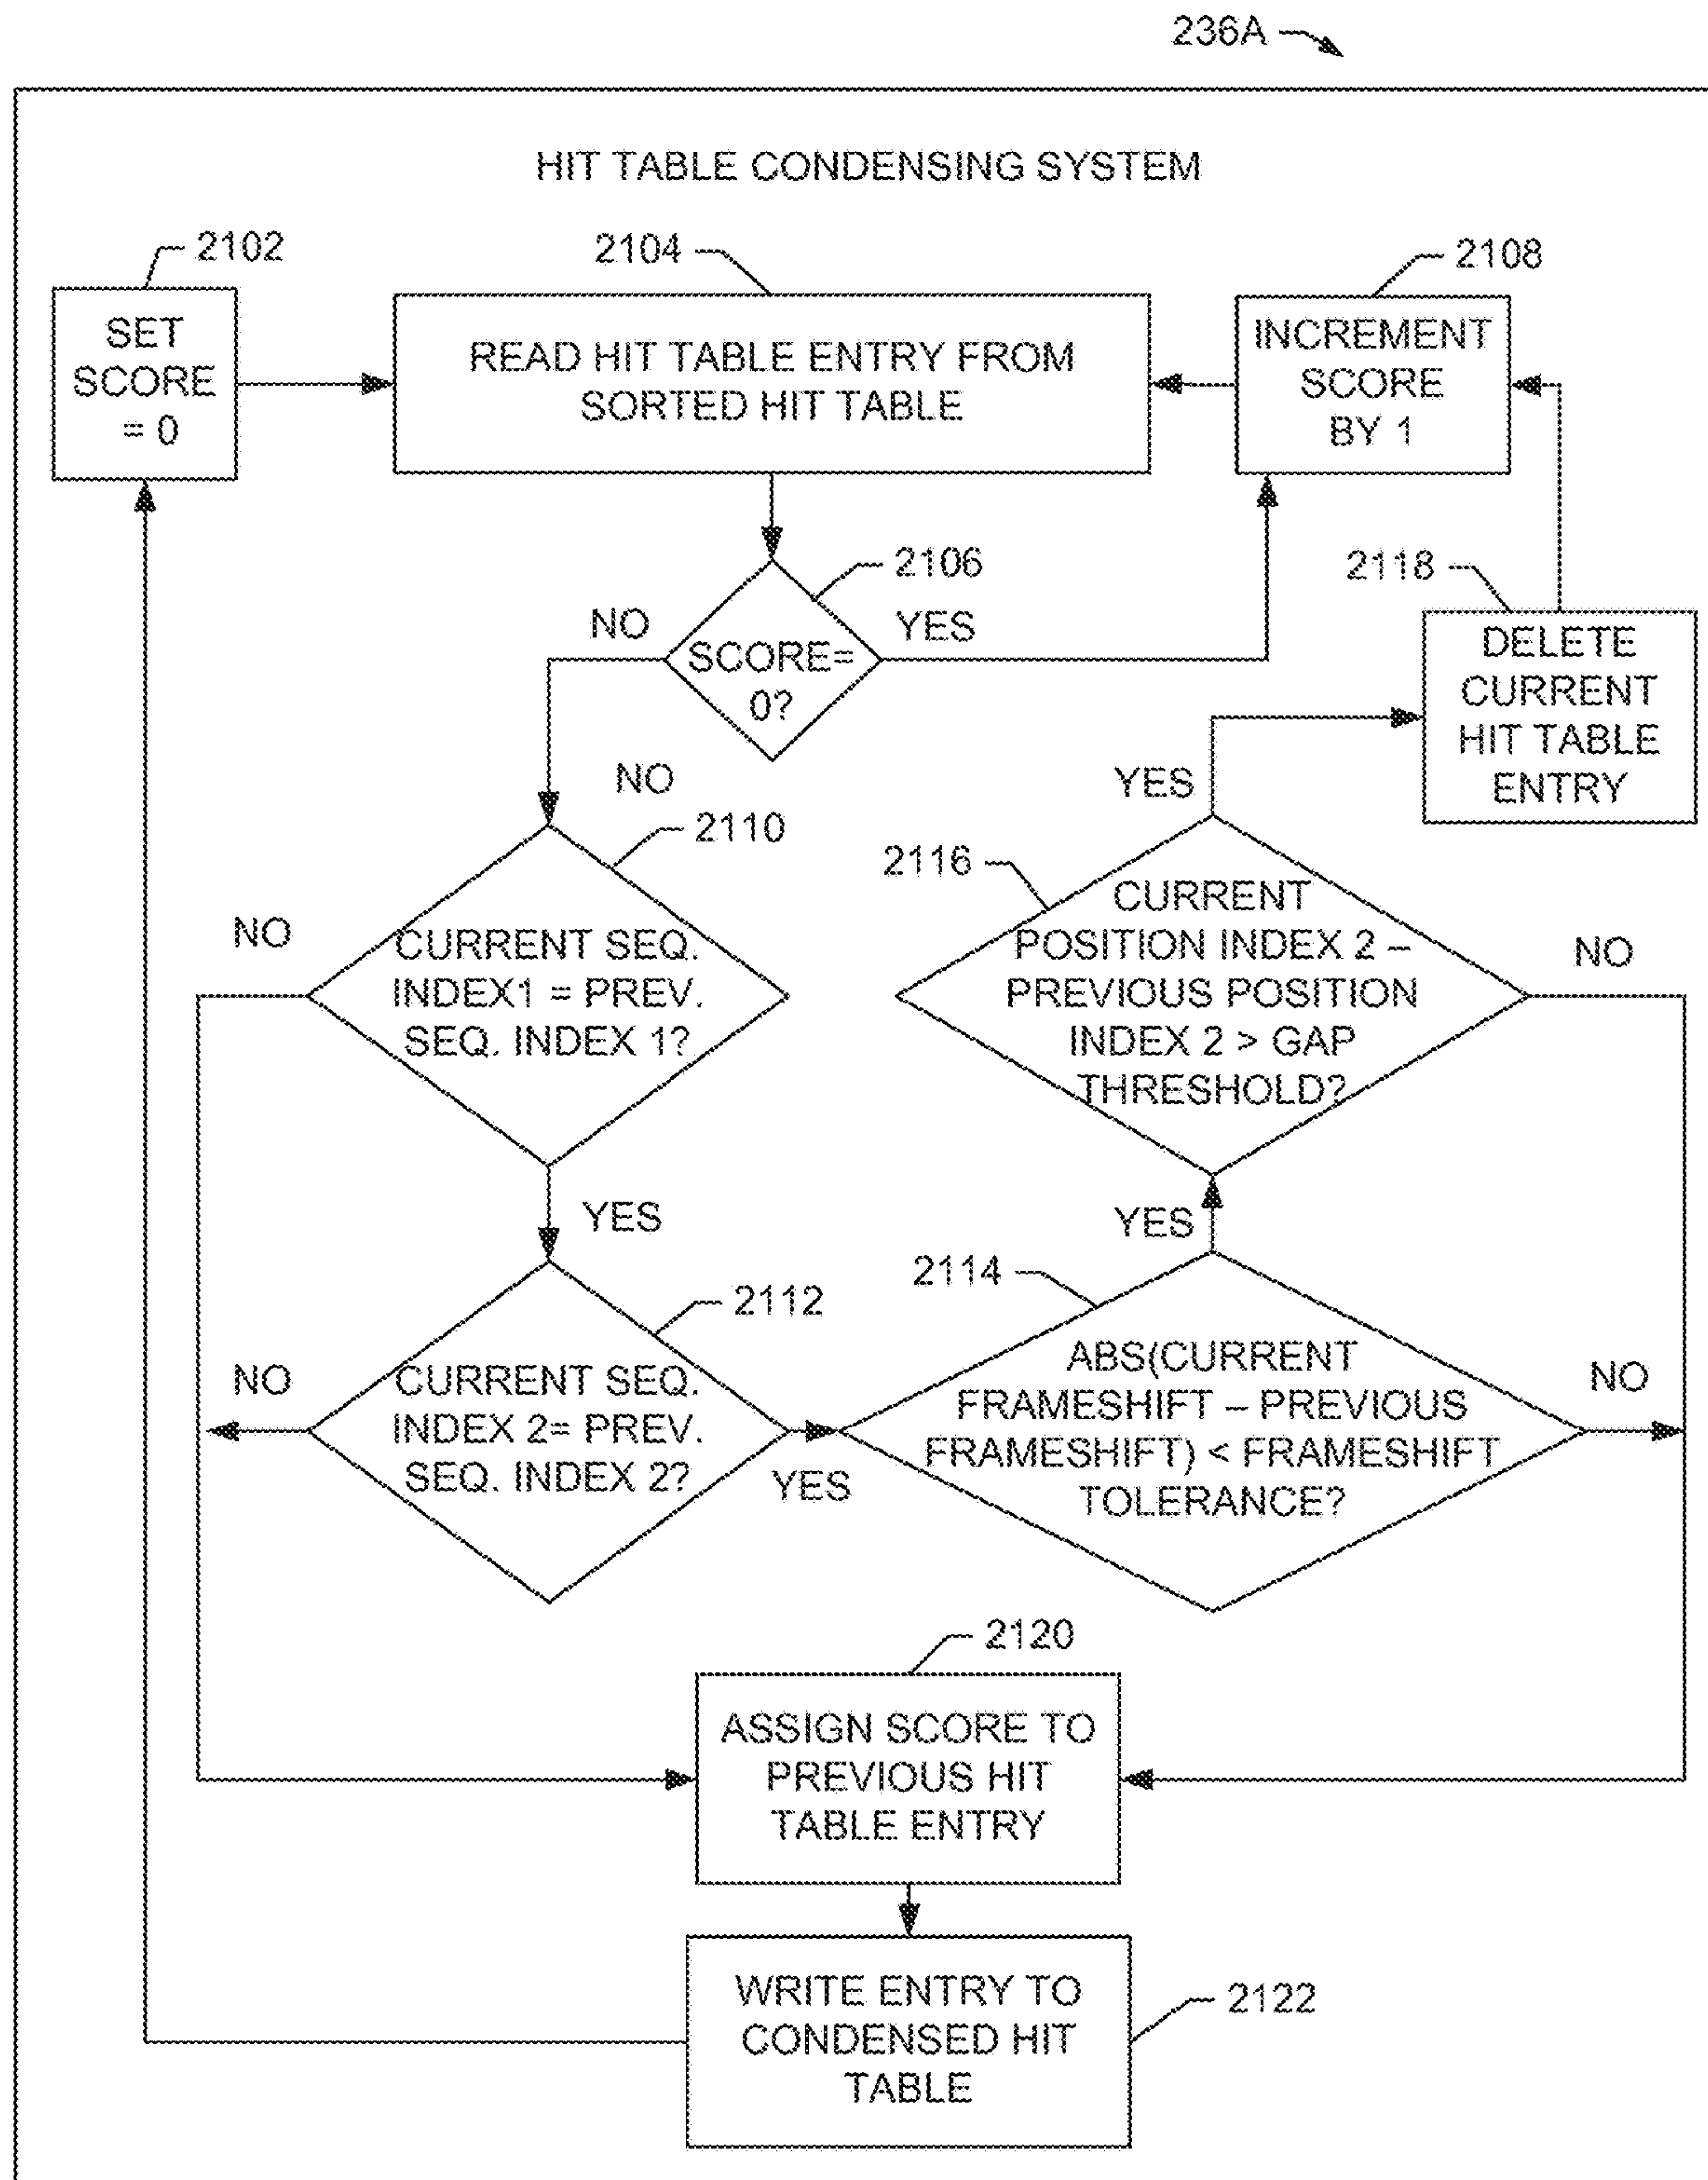 236A
HIT TABLE CONDENSING SYSTEM
2102
2104
2108
SET
SCORE
= 0
READ HIT TABLE ENTRY FROM
SORTED HIT TABLE
INCREMENT
SCORE
BY 1
2106
2118
NO
YES
SCORE=
0?
DELETE
CURRENT
HIT TABLE
ENTRY
NO
YES
2110
2116
NO
CURRENT SEQ.
INDEX1 = PREV.
SEQ. INDEX 1?
CURRENT
POSITION INDEX 2 –
PREVIOUS POSITION
INDEX 2 > GAP
THRESHOLD?
NO
YES
YES
2112
2114
NO
CURRENT SEQ.
INDEX 2= PREV.
SEQ. INDEX 2?
YES
ABS(CURRENT
FRAMESHIFT – PREVIOUS
FRAMESHIFT) < FRAMESHIFT
TOLERANCE?
NO
2120
ASSIGN SCORE TO
PREVIOUS HIT
TABLE ENTRY
WRITE ENTRY TO
CONDENSED HIT
TABLE
2122